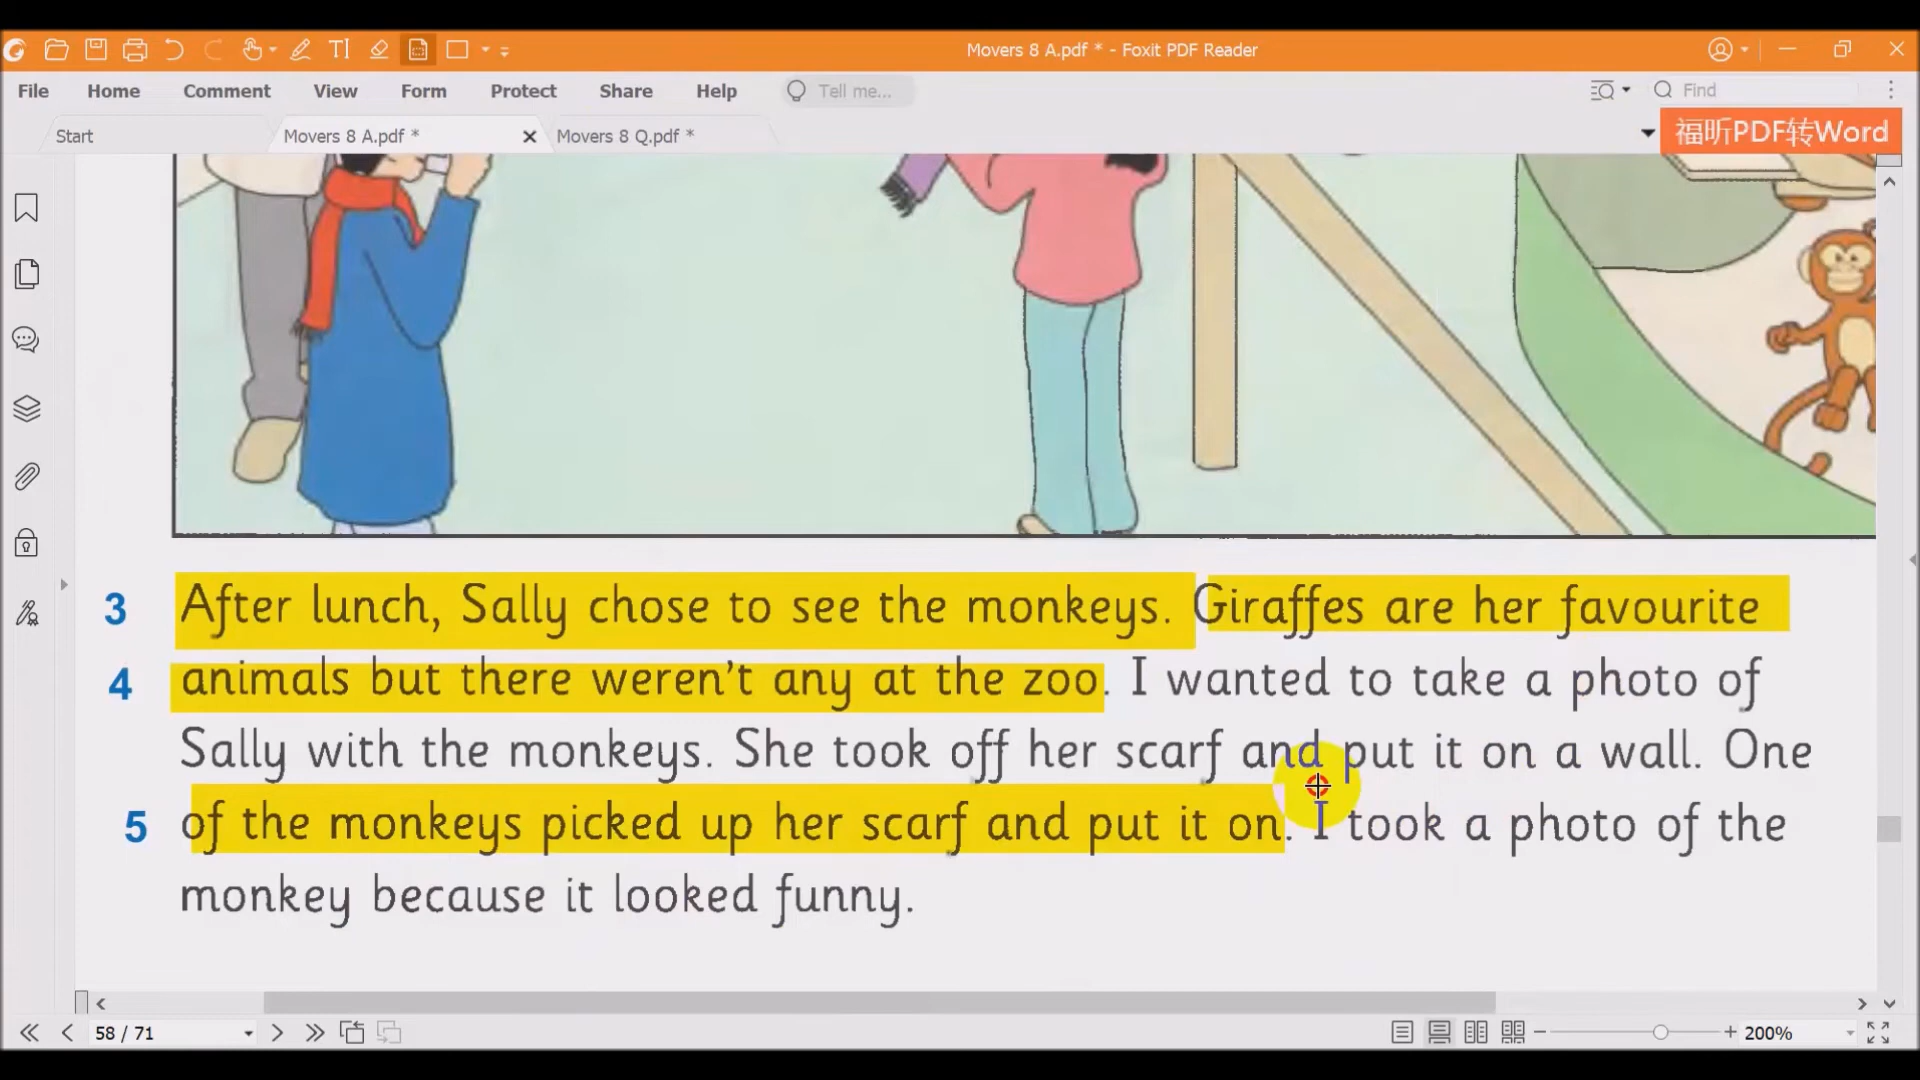 Movers 8 A.pdf * - Foxit PDF Reader
File Home Comment View Form Protect Share Help Tell me... Find
Start Movers 8 A.pdf * Movers 8 Q.pdf * 福昕PDF转Word
3 After lunch, Sally chose to see the monkeys. Giraffes are her favourite
4 animals but there weren't any at the zoo. I wanted to take a photo of
Sally with the monkeys. She took off her scarf and put it on a wall. One
5 of the monkeys picked up her scarf and put it on. I took a photo of the
monkey because it looked funny.
58 / 71 200%